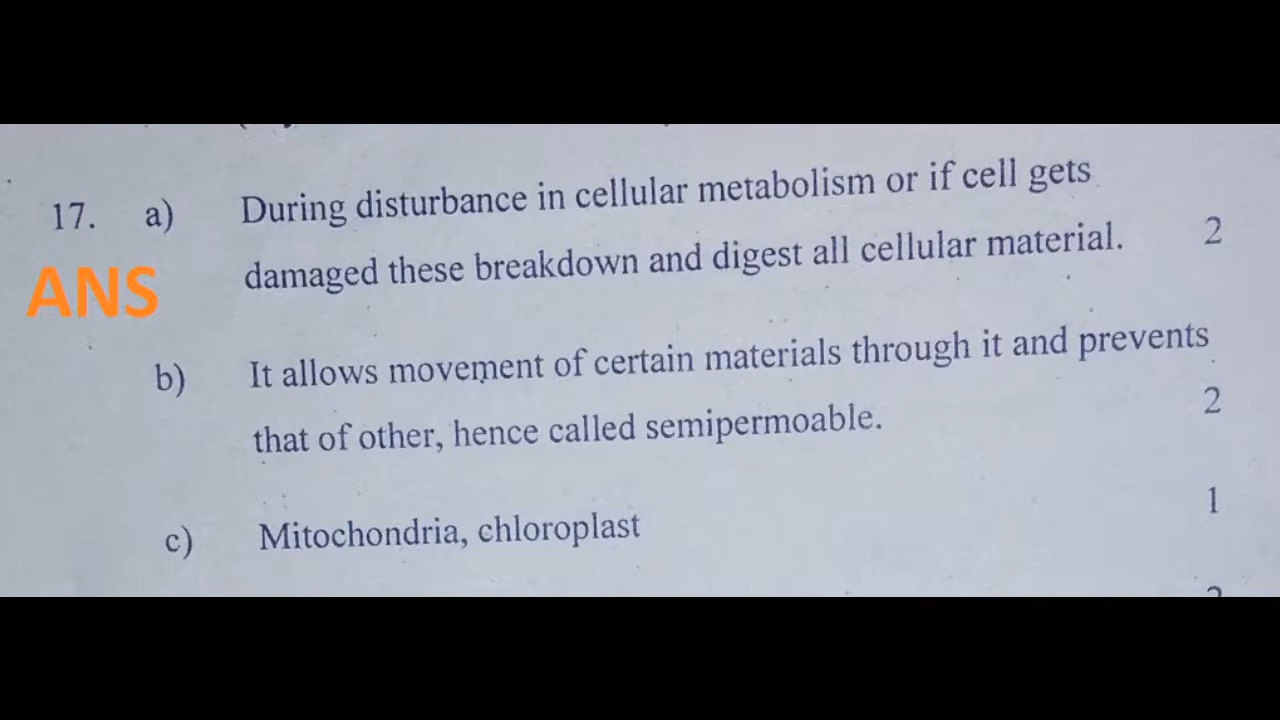 17. a) During disturbance in cellular metabolism or if cell gets
damaged these breakdown and digest all cellular material. 2
ANS
b) It allows movement of certain materials through it and prevents
that of other, hence called semipermoable. 2
c) Mitochondria, chloroplast 1